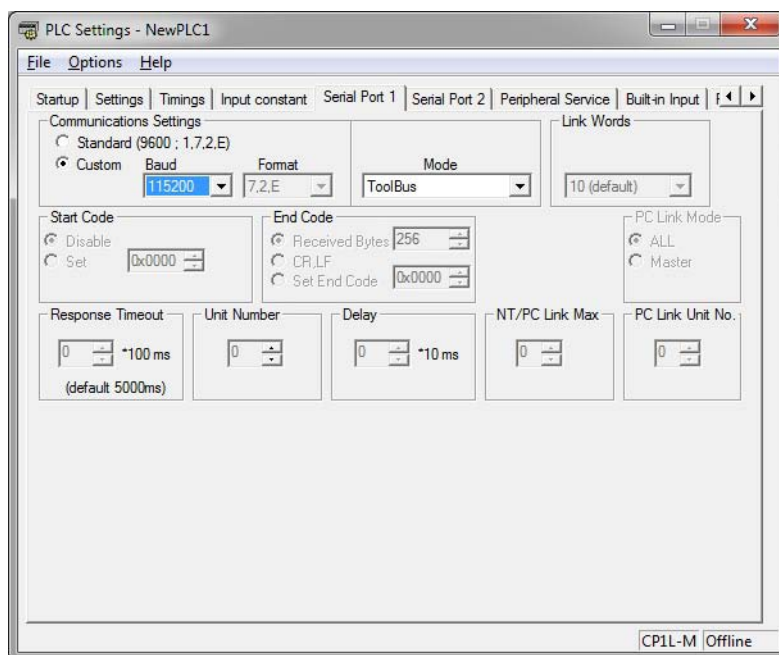 PLC Settings - NewPLC1
File Options Help
Startup Settings Timings Input constant Serial Port 1 Serial Port 2 Peripheral Service Built-in Input
Communications Settings Link Words
Standard (9600 ; 1,7,2,E)
Custom Baud Format Mode
115200 7,2,E ToolBus 10 (default)
Start Code End Code PC Link Mode
Disable Received Bytes 256 ALL
Set 0x0000 CR,LF Master
Set End Code 0x0000
Response Timeout Unit Number Delay NT/PC Link Max PC Link Unit No.
0 *100 ms 0 0 *10 ms 0 0
(default 5000ms)
CP1L-M Offline